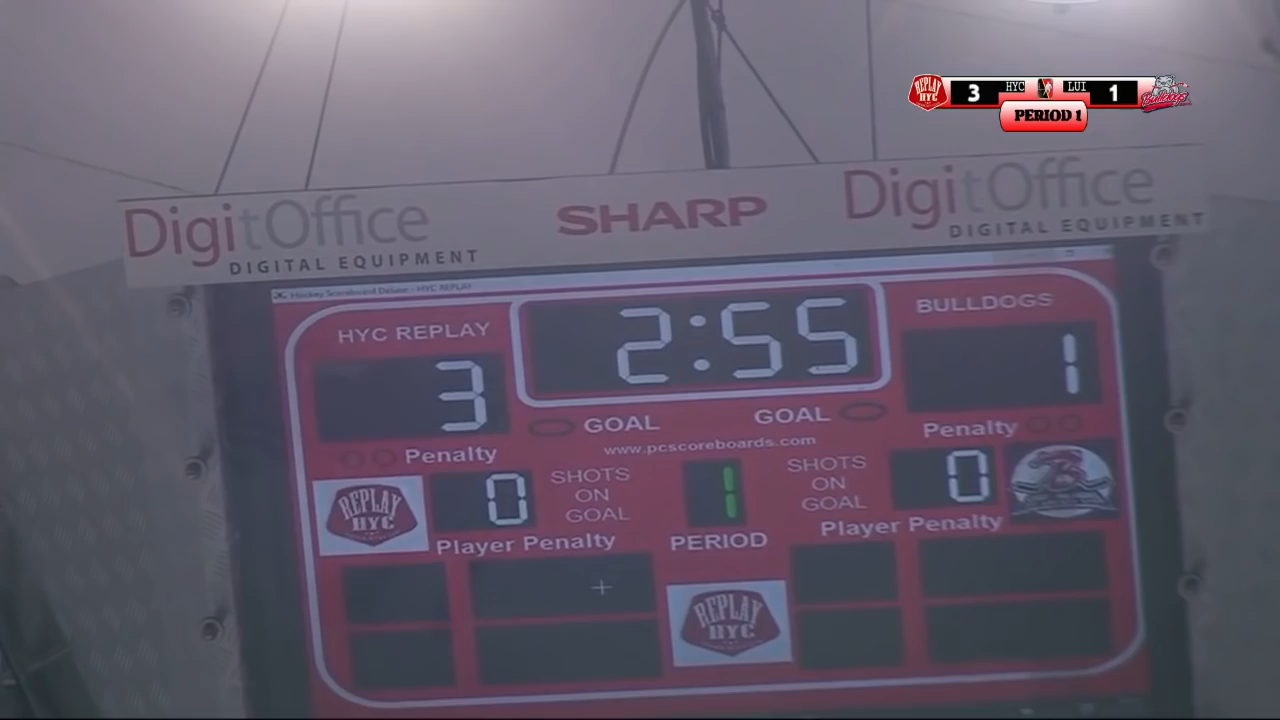 REPLAY HYC 3 HYC LUI 1 Bulldogs
PERIOD 1
DigitOffice SHARP DigitOffice
DIGITAL EQUIPMENT DIGITAL EQUIPMENT
Hockey Scoreboard Deluxe - HYC REPLAY
HYC REPLAY 2:55 BULLDOGS
3 1
GOAL GOAL
www.pcscoreboards.com
Penalty Penalty
REPLAY
HYC
0 SHOTS ON GOAL 1 SHOTS ON GOAL 0
Player Penalty PERIOD Player Penalty
REPLAY
HYC